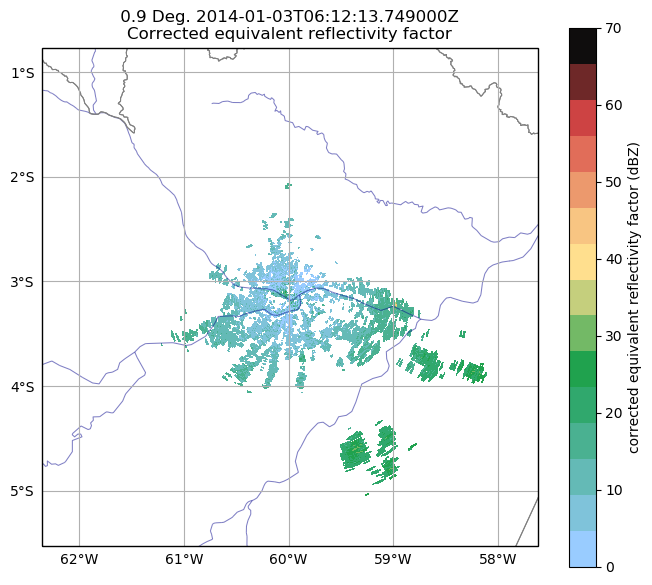 0.9 Deg. 2014-01-03T06:12:13.749000Z
Corrected equivalent reflectivity factor
1°S
2°S
3°S
4°S
5°S
62°W 61°W 60°W 59°W 58°W
70
60
50
40
30
20
10
0
corrected equivalent reflectivity factor (dBZ)